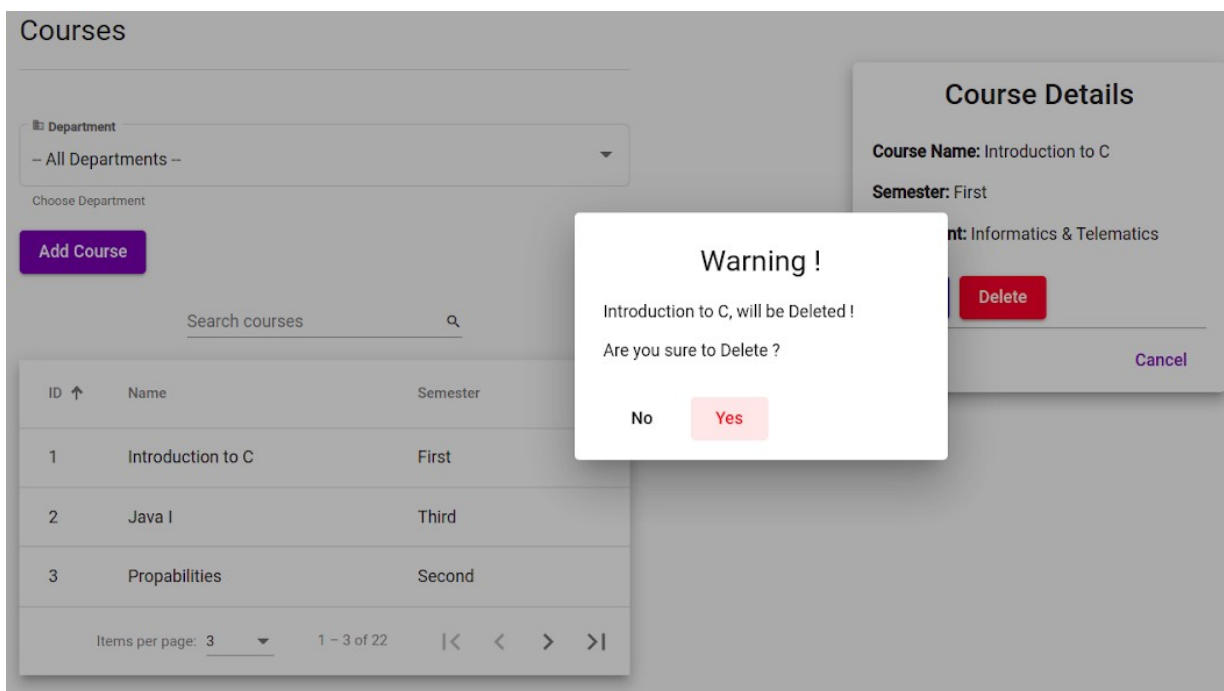 Courses
Department
-- All Departments --
Choose Department
Add Course
Search courses
ID Name Semester
1 Introduction to C First
2 Java I Third
3 Propabilities Second
Items per page: 3 1 – 3 of 22
Course Details
Course Name: Introduction to C
Semester: First
nt: Informatics & Telematics
Delete
Cancel
Warning !
Introduction to C, will be Deleted !
Are you sure to Delete ?
No Yes